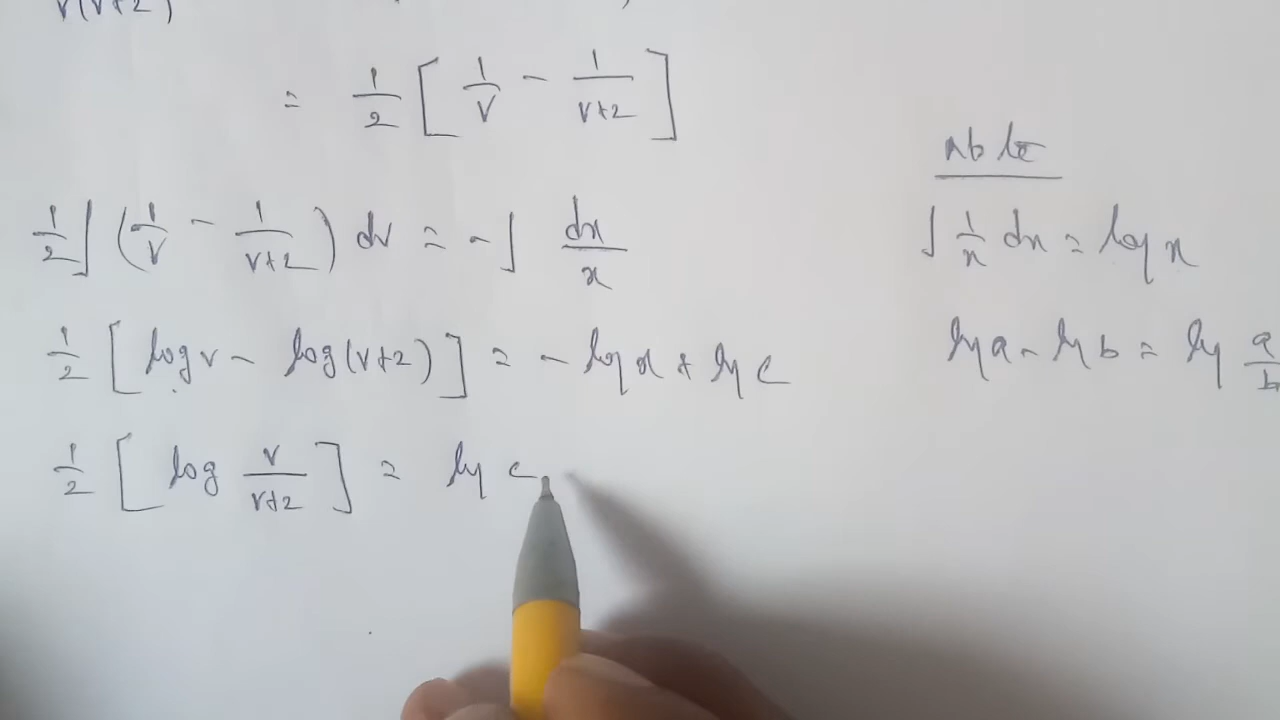 v(v+2)
= 1/2 [ 1/v - 1/(v+2) ]
1/2 ∫ ( 1/v - 1/(v+2) ) dv = - ∫ dx/x
1/2 [ log v - log(v+2) ] = - log x + log c
1/2 [ log v/(v+2) ] = log c
note
∫ 1/x dx = log x
log a - log b = log a/b